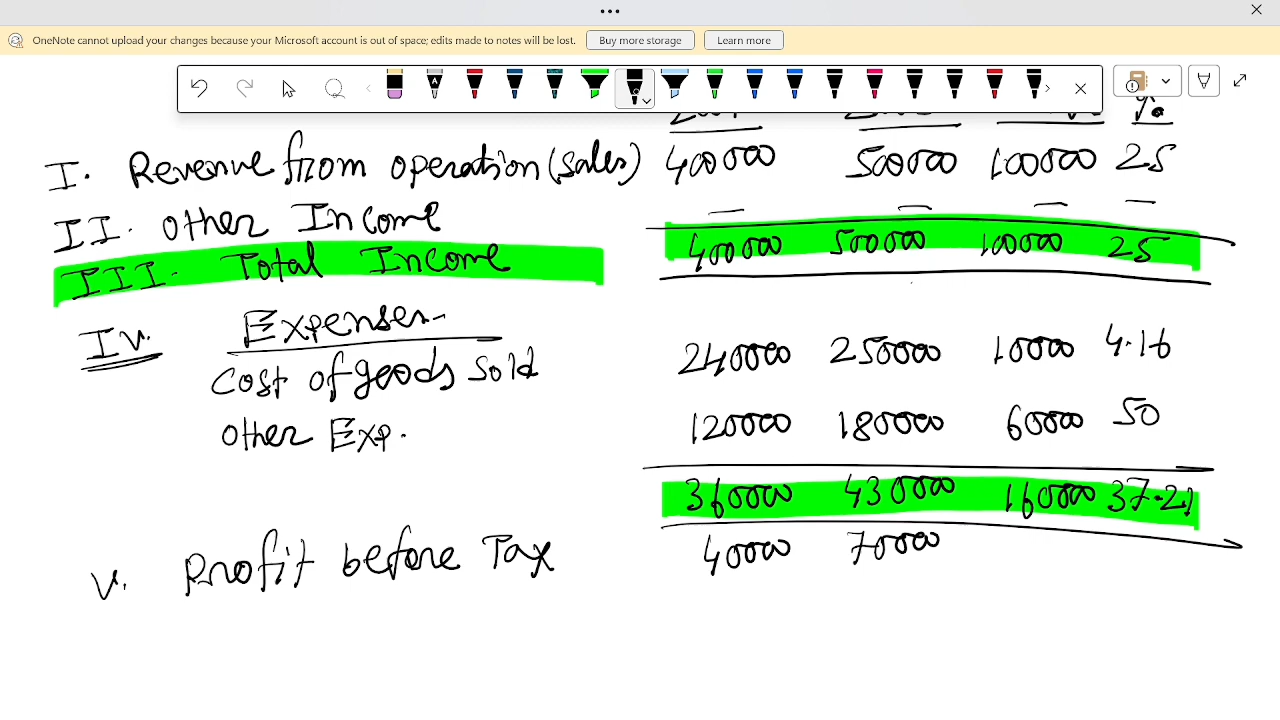 •••
OneNote cannot upload your changes because your Microsoft account is out of space; edits made to notes will be lost. Buy more storage Learn more
%
I. Revenue from operation (sales) 400000 500000 100000 25
II. other Income — — — —
III. Total Income 400000 500000 100000 25
IV. Expenses
Cost of goods sold 240000 250000 10000 4.16
other Exp. 120000 180000 60000 50
360000 430000 160000 37.21
V. Profit before Tax 40000 70000